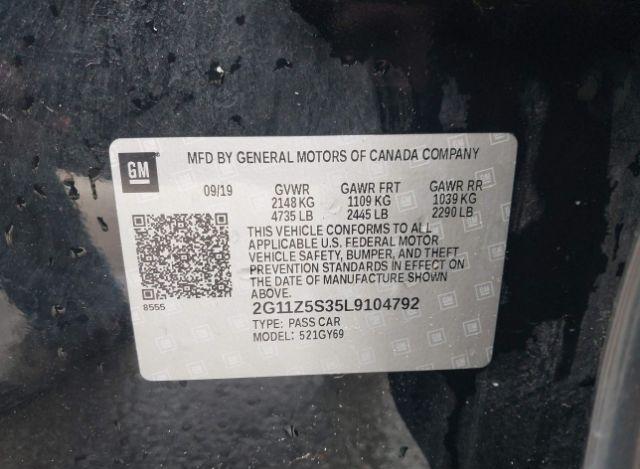 GM
MFD BY GENERAL MOTORS OF CANADA COMPANY
09/19 GVWR GAWR FRT GAWR RR
2148 KG 1109 KG 1039 KG
4735 LB 2445 LB 2290 LB
THIS VEHICLE CONFORMS TO ALL
APPLICABLE U.S. FEDERAL MOTOR
VEHICLE SAFETY, BUMPER, AND THEFT
PREVENTION STANDARDS IN EFFECT ON
THE DATE OF MANUFACTURE SHOWN
ABOVE.
8555
2G11Z5S35L9104792
TYPE: PASS CAR
MODEL: 521GY69